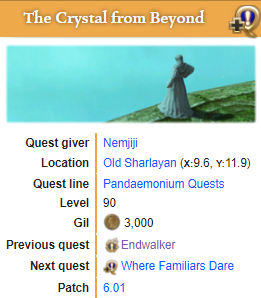 The Crystal from Beyond
Quest giver Nemjiji
Location Old Sharlayan (x:9.6, y:11.9)
Quest line Pandaemonium Quests
Level 90
Gil 3,000
Previous quest Endwalker
Next quest Where Familiars Dare
Patch 6.01